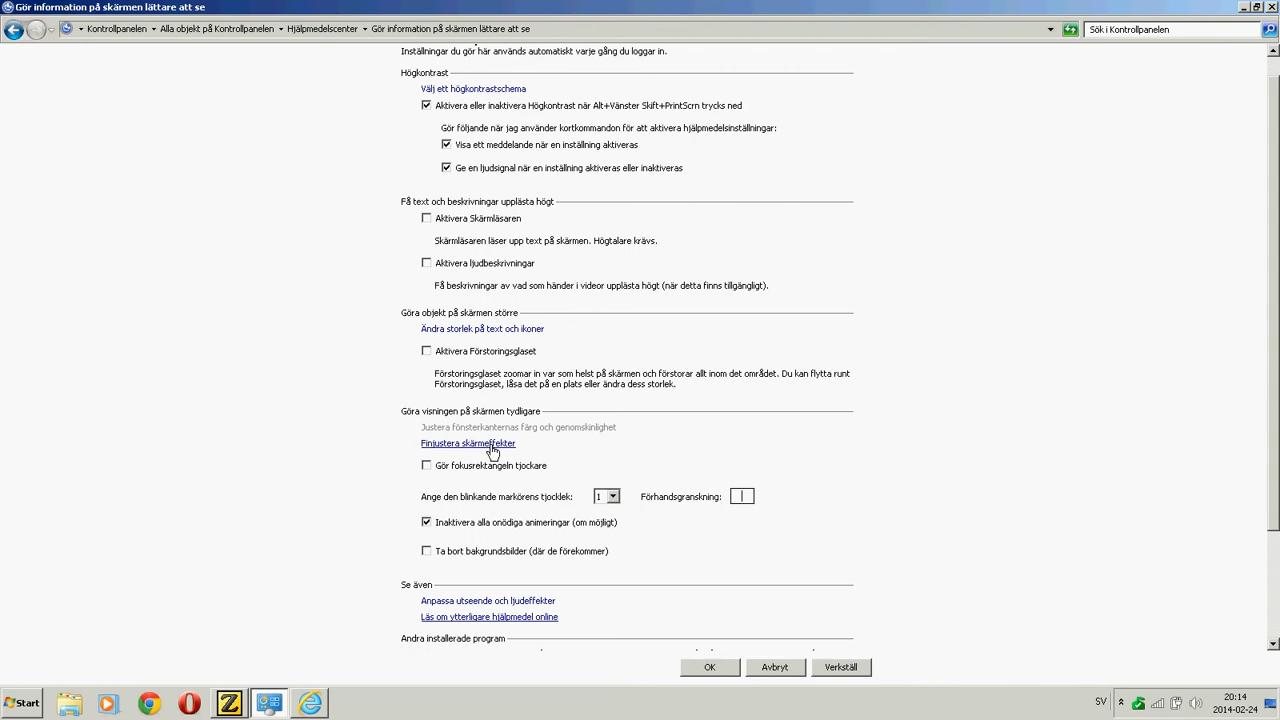 Gör information på skärmen lättare att se
Kontrollpanelen ▸ Alla objekt på Kontrollpanelen ▸ Hjälpmedelscenter ▸ Gör information på skärmen lättare att se
Sök i Kontrollpanelen
Inställningar du gör här används automatiskt varje gång du loggar in.
Högkontrast
Välj ett högkontrastschema
Aktivera eller inaktivera Högkontrast när Alt+Vänster Skift+PrintScrn trycks ned
Gör följande när jag använder kortkommandon för att aktivera hjälpmedelsinställningar:
Visa ett meddelande när en inställning aktiveras
Ge en ljudsignal när en inställning aktiveras eller inaktiveras
Få text och beskrivningar upplästa högt
Aktivera Skärmläsaren
Skärmläsaren läser upp text på skärmen. Högtalare krävs.
Aktivera ljudbeskrivningar
Få beskrivningar av vad som händer i videor upplästa högt (när detta finns tillgängligt).
Göra objekt på skärmen större
Ändra storlek på text och ikoner
Aktivera Förstoringsglaset
Förstoringsglaset zoomar in var som helst på skärmen och förstorar allt inom det området. Du kan flytta runt
Förstoringsglaset, låsa det på en plats eller ändra dess storlek.
Göra visningen på skärmen tydligare
Justera fönsterkanternas färg och genomskinlighet
Finjustera skärmeffekter
Gör fokusrektangeln tjockare
Ange den blinkande markörens tjocklek: 1 Förhandsgranskning:
Inaktivera alla onödiga animeringar (om möjligt)
Ta bort bakgrundsbilder (där de förekommer)
Se även
Anpassa utseende och ljudeffekter
Läs om ytterligare hjälpmedel online
Andra installerade program
OK Avbryt Verkställ
Start
SV
20:14
2014-02-24